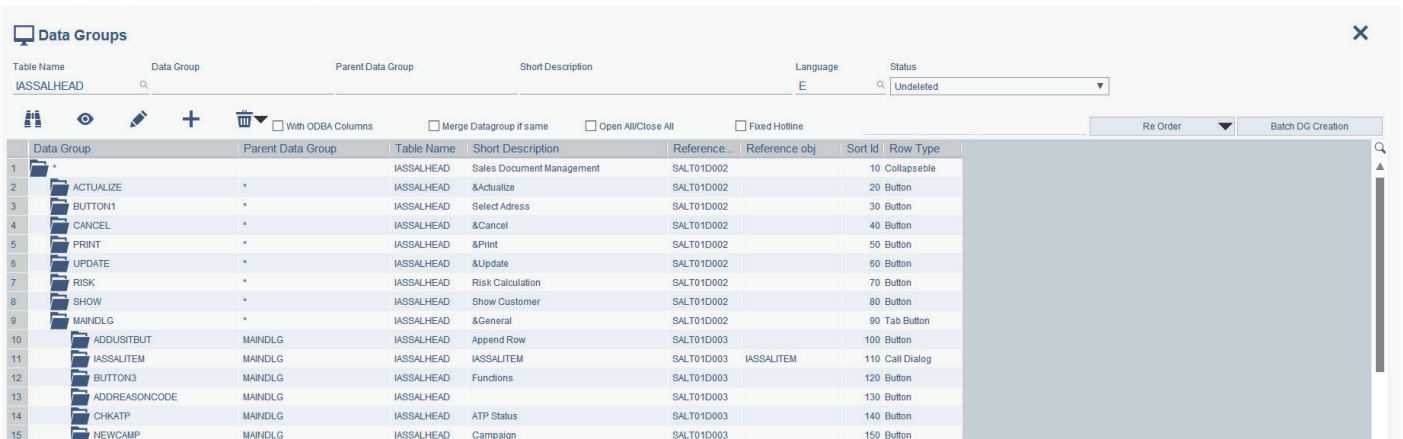 Data Groups
Table Name Data Group Parent Data Group Short Description Language Status
IASSALHEAD E Undeleted
With ODBA Columns Merge Datagroup if same Open All/Close All Fixed Hotline Re Order Batch DG Creation
Data Group Parent Data Group Table Name Short Description Reference... Reference obj Sort Id Row Type
1 * IASSALHEAD Sales Document Management SALT01D002 10 Collapseble
2 ACTUALIZE * IASSALHEAD &Actualize SALT01D002 20 Button
3 BUTTON1 * IASSALHEAD Select Adress SALT01D002 30 Button
4 CANCEL * IASSALHEAD &Cancel SALT01D002 40 Button
5 PRINT * IASSALHEAD &Print SALT01D002 50 Button
6 UPDATE * IASSALHEAD &Update SALT01D002 60 Button
7 RISK * IASSALHEAD Risk Calculation SALT01D002 70 Button
8 SHOW * IASSALHEAD Show Customer SALT01D002 80 Button
9 MAINDLG * IASSALHEAD &General SALT01D002 90 Tab Button
10 ADDUSITBUT MAINDLG IASSALHEAD Append Row SALT01D003 100 Button
11 IASSALITEM MAINDLG IASSALHEAD IASSALITEM SALT01D003 IASSALITEM 110 Call Dialog
12 BUTTON3 MAINDLG IASSALHEAD Functions SALT01D003 120 Button
13 ADDREASONCODE MAINDLG IASSALHEAD SALT01D003 130 Button
14 CHKATP MAINDLG IASSALHEAD ATP Status SALT01D003 140 Button
15 NEWCAMP MAINDLG IASSALHEAD Campaign SALT01D003 150 Button